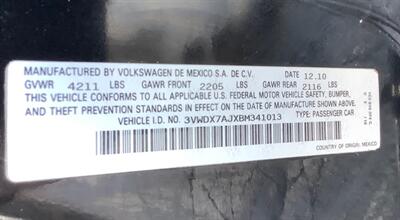 MANUFACTURED BY VOLKSWAGEN DE MEXICO S.A. DE C.V. 12.10
GVWR 4211 LBS GAWR FRONT 2205 LBS GAWR REAR 2116 LBS
THIS VEHICLE CONFORMS TO ALL APPLICABLE U.S. FEDERAL MOTOR VEHICLE SAFETY, BUMPER,
AND THEFT PREVENTION STANDARDS IN EFFECT ON THE DATE OF MANUFACTURE SHOWN ABOVE.
VEHICLE I.D. NO. 3VWDX7AJXBM341013 TYPE: PASSENGER CAR
COUNTRY OF ORIGIN: MEXICO